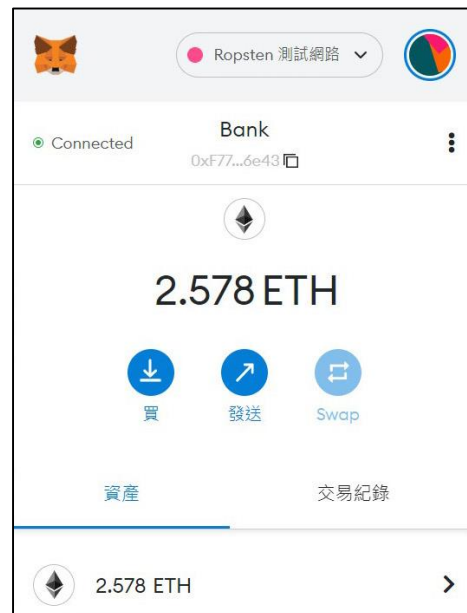 Ropsten 測試網路
Connected
Bank
0xF77...6e43
2.578 ETH
買 發送 Swap
資產 交易紀錄
2.578 ETH